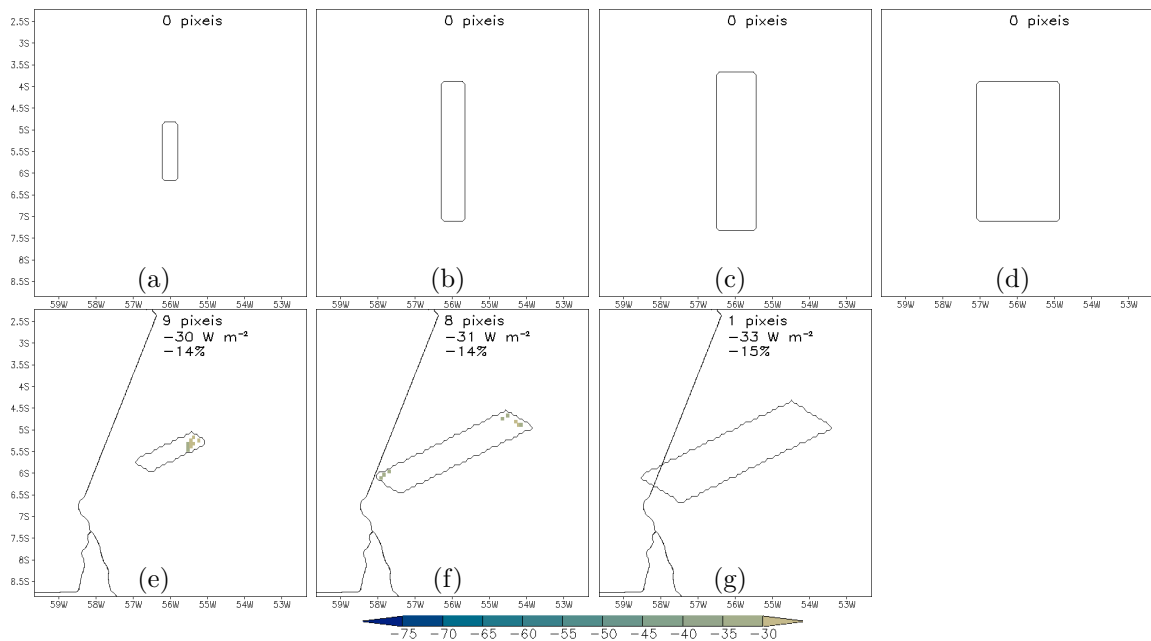 0 pixeis
0 pixeis
0 pixeis
0 pixeis
2.5S
3S
3.5S
4S
4.5S
5S
5.5S
6S
6.5S
7S
7.5S
8S
8.5S
(a)
(b)
(c)
(d)
59W 58W 57W 56W 55W 54W 53W
59W 58W 57W 56W 55W 54W 53W
59W 58W 57W 56W 55W 54W 53W
59W 58W 57W 56W 55W 54W 53W
9 pixeis
−30 W m⁻²
−14%
8 pixeis
−31 W m⁻²
−14%
1 pixeis
−33 W m⁻²
−15%
2.5S
3S
3.5S
4S
4.5S
5S
5.5S
6S
6.5S
7S
7.5S
8S
8.5S
(e)
(f)
(g)
59W 58W 57W 56W 55W 54W 53W
59W 58W 57W 56W 55W 54W 53W
59W 58W 57W 56W 55W 54W 53W
−75 −70 −65 −60 −55 −50 −45 −40 −35 −30